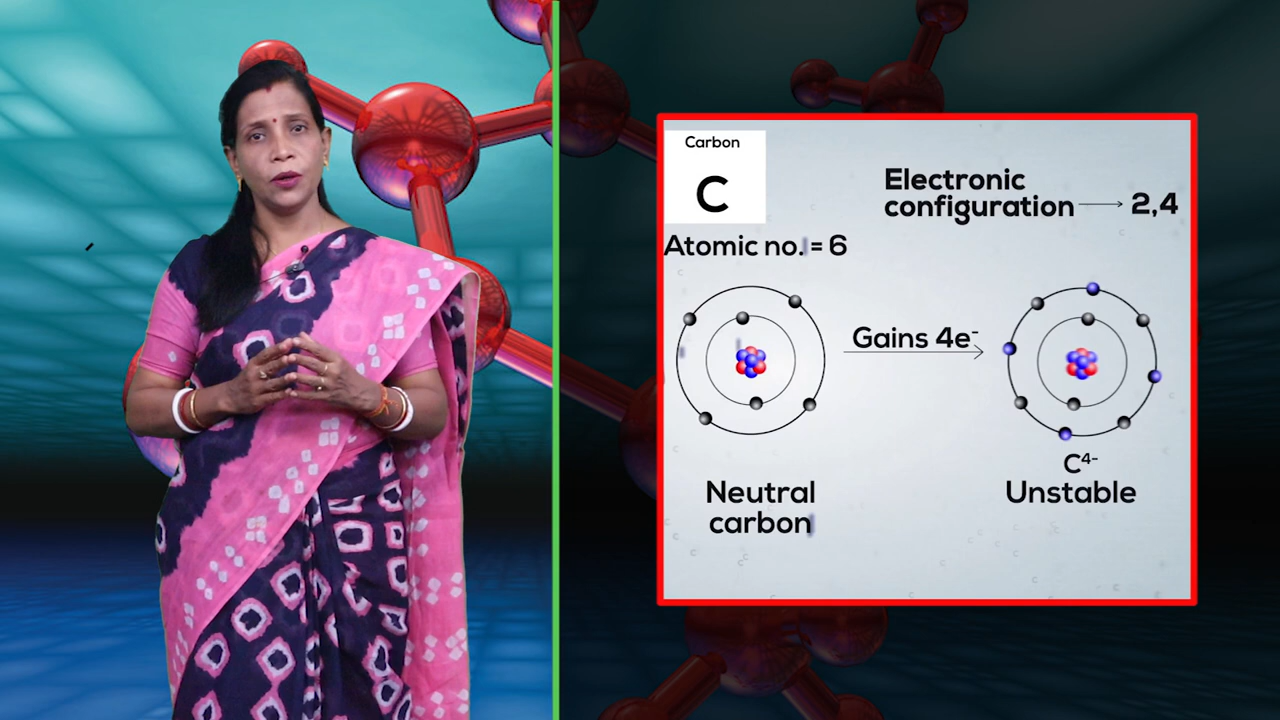 Carbon
C
Electronic
configuration → 2,4
Atomic no. = 6
Gains 4e⁻
C⁴⁻
Neutral
carbon
Unstable